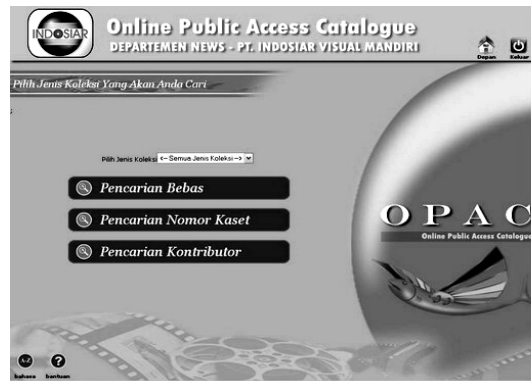 INDOSIAR
Online Public Access Catalogue
DEPARTEMEN NEWS - PT. INDOSIAR VISUAL MANDIRI
Depan Keluar
Pilih Jenis Koleksi Yang Akan Anda Cari
Pilih Jenis Koleksi <-- Semua Jenis Koleksi -->
Pencarian Bebas
Pencarian Nomor Kaset
Pencarian Kontributor
OPAC
Online Public Access Catalogue
A-Z ?
bahasa bantuan